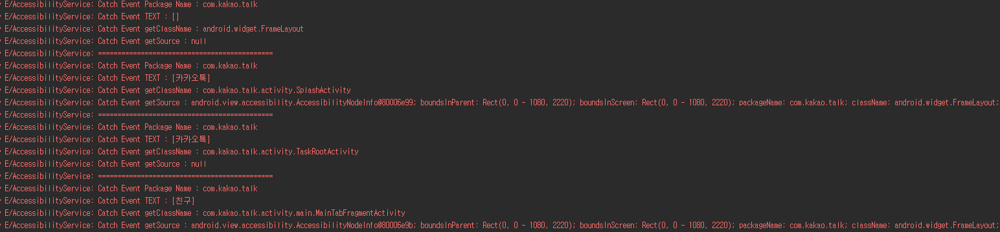 E/AccessibilityService: Catch Event Package Name : com.kakao.talk
E/AccessibilityService: Catch Event TEXT : []
E/AccessibilityService: Catch Event getClassName : android.widget.FrameLayout
E/AccessibilityService: Catch Event getSource : null
E/AccessibilityService: =============================================
E/AccessibilityService: Catch Event Package Name : com.kakao.talk
E/AccessibilityService: Catch Event TEXT : [카카오톡]
E/AccessibilityService: Catch Event getClassName : com.kakao.talk.activity.SplashActivity
E/AccessibilityService: Catch Event getSource : android.view.accessibility.AccessibilityNodeInfo@80006e99; boundsInParent: Rect(0, 0 - 1080, 2220); boundsInScreen: Rect(0, 0 - 1080, 2220); packageName: com.kakao.talk; className: android.widget.FrameLayout;
E/AccessibilityService: =============================================
E/AccessibilityService: Catch Event Package Name : com.kakao.talk
E/AccessibilityService: Catch Event TEXT : [카카오톡]
E/AccessibilityService: Catch Event getClassName : com.kakao.talk.activity.TaskRootActivity
E/AccessibilityService: Catch Event getSource : null
E/AccessibilityService: =============================================
E/AccessibilityService: Catch Event Package Name : com.kakao.talk
E/AccessibilityService: Catch Event TEXT : [친구]
E/AccessibilityService: Catch Event getClassName : com.kakao.talk.activity.main.MainTabFragmentActivity
E/AccessibilityService: Catch Event getSource : android.view.accessibility.AccessibilityNodeInfo@80006e9b; boundsInParent: Rect(0, 0 - 1080, 2220); boundsInScreen: Rect(0, 0 - 1080, 2220); packageName: com.kakao.talk; className: android.widget.FrameLayout;